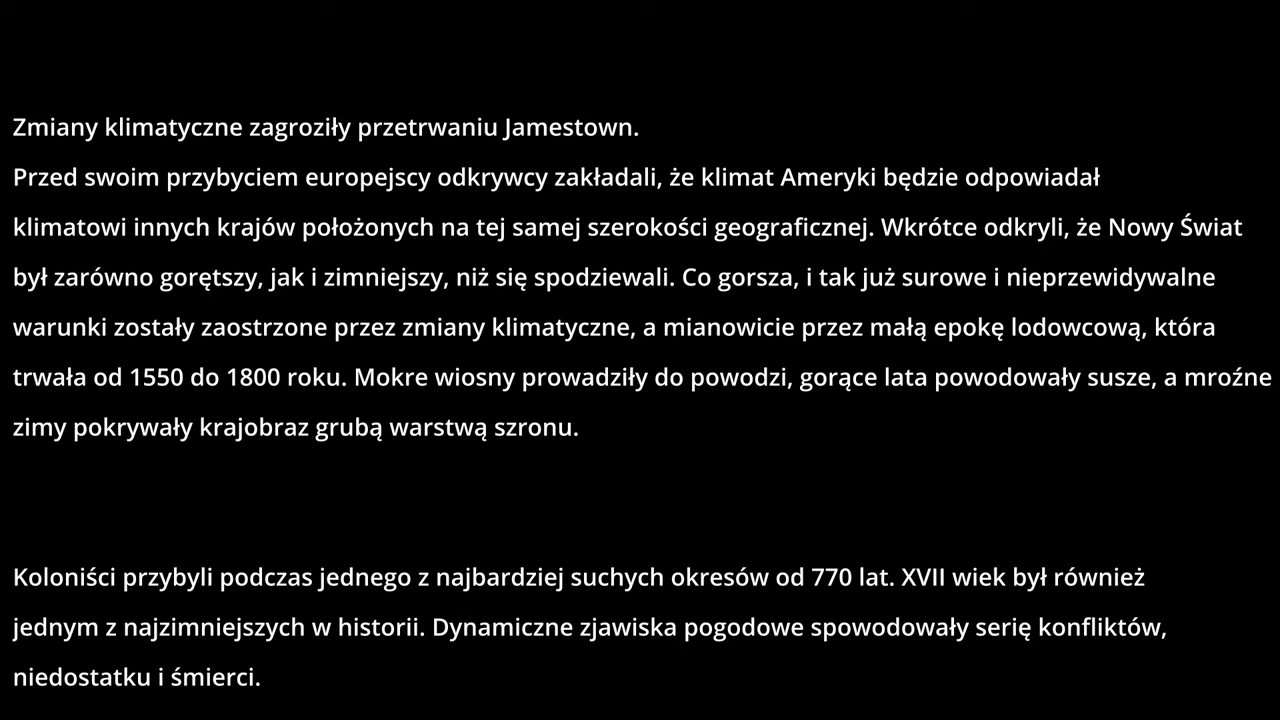 Zmiany klimatyczne zagroziły przetrwaniu Jamestown.
Przed swoim przybyciem europejscy odkrywcy zakładali, że klimat Ameryki będzie odpowiadał
klimatowi innych krajów położonych na tej samej szerokości geograficznej. Wkrótce odkryli, że Nowy Świat
był zarówno gorętszy, jak i zimniejszy, niż się spodziewali. Co gorsza, i tak już surowe i nieprzewidywalne
warunki zostały zaostrzone przez zmiany klimatyczne, a mianowicie przez małą epokę lodowcową, która
trwała od 1550 do 1800 roku. Mokre wiosny prowadziły do powodzi, gorące lata powodowały susze, a mroźne
zimy pokrywały krajobraz grubą warstwą szronu.
Koloniści przybyli podczas jednego z najbardziej suchych okresów od 770 lat. XVII wiek był również
jednym z najzimniejszych w historii. Dynamiczne zjawiska pogodowe spowodowały serię konfliktów,
niedostatku i śmierci.